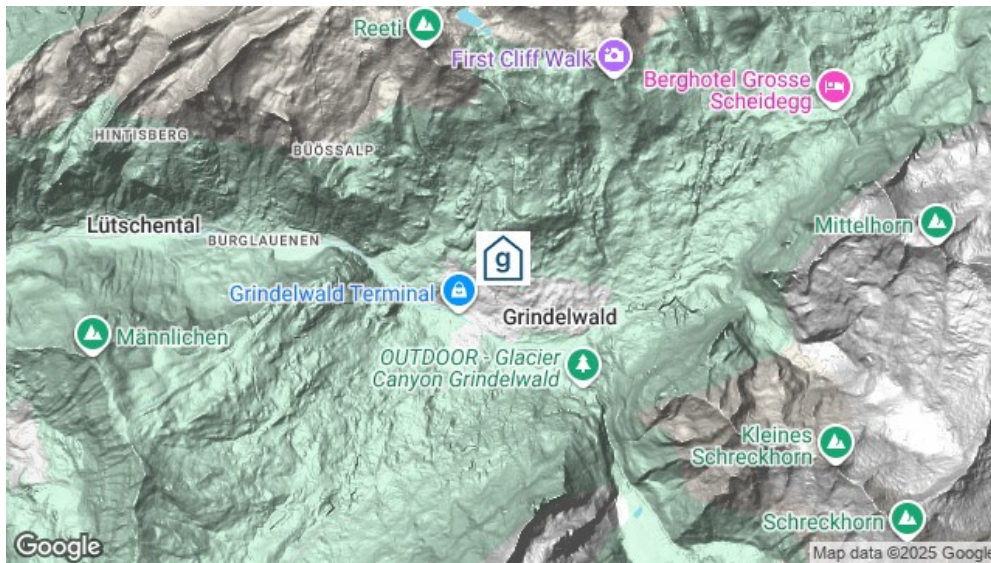 Reeti
First Cliff Walk
Berghotel Grosse
Scheidegg
HINTISBERG
BÜÖSSALP
Lütschental
BURGLAUENEN
Mittelhorn
g
Grindelwald Terminal
Grindelwald
Männlichen
OUTDOOR - Glacier
Canyon Grindelwald
Kleines
Schreckhorn
Schreckhorn
Google
Map data ©2025 Google